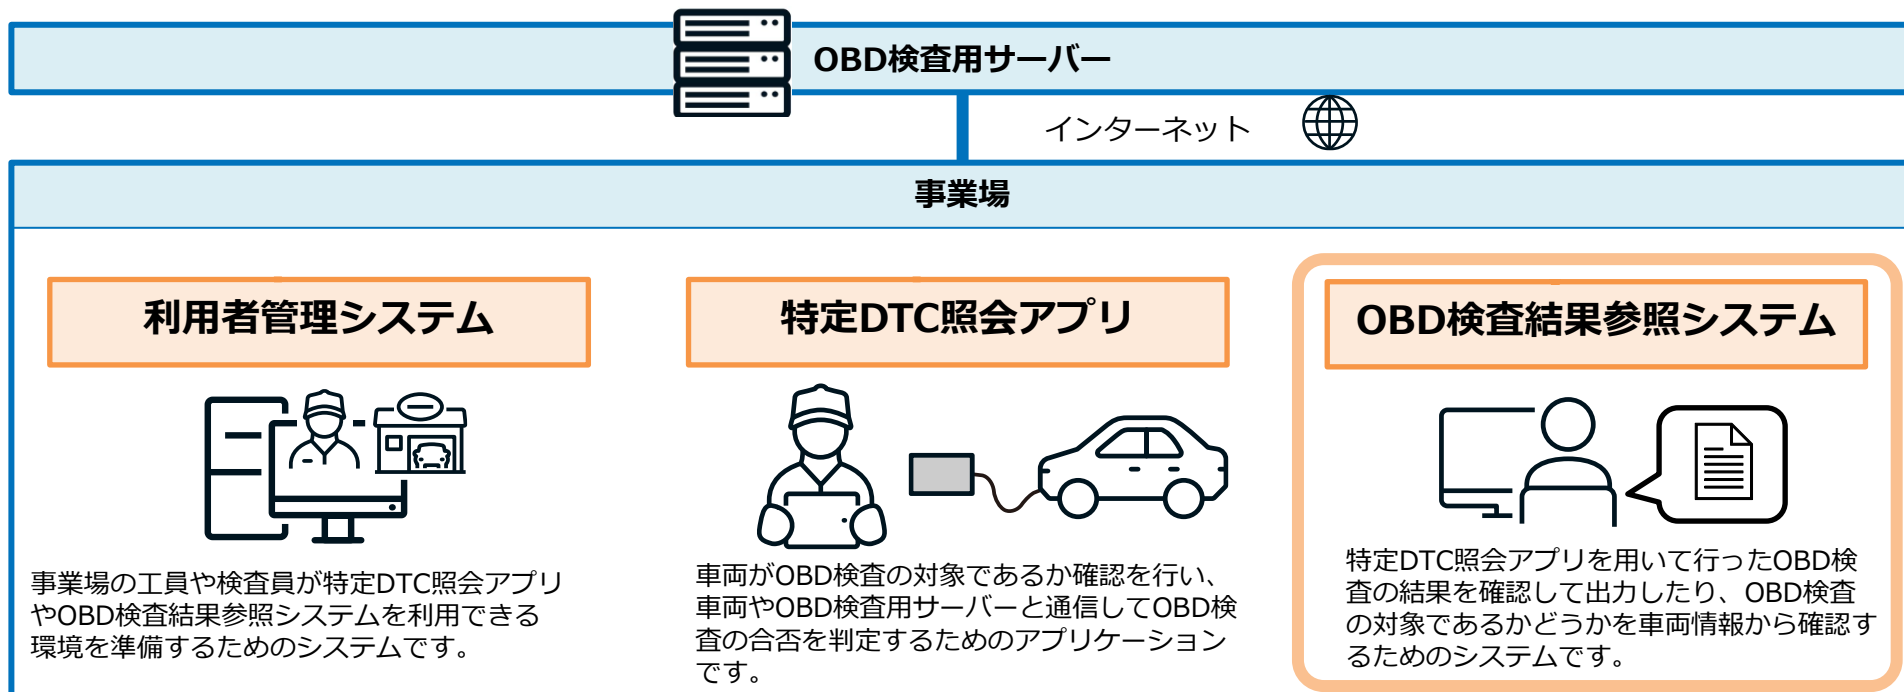 OBD検査用サーバー
インターネット
事業場
利用者管理システム
事業場の工員や検査員が特定DTC照会アプリ
やOBD検査結果参照システムを利用できる
環境を準備するためのシステムです。
特定DTC照会アプリ
車両がOBD検査の対象であるか確認を行い、
車両やOBD検査用サーバーと通信してOBD検
査の合否を判定するためのアプリケーション
です。
OBD検査結果参照システム
特定DTC照会アプリを用いて行ったOBD検
査の結果を確認して出力したり、OBD検査
の対象であるかどうかを車両情報から確認す
るためのシステムです。